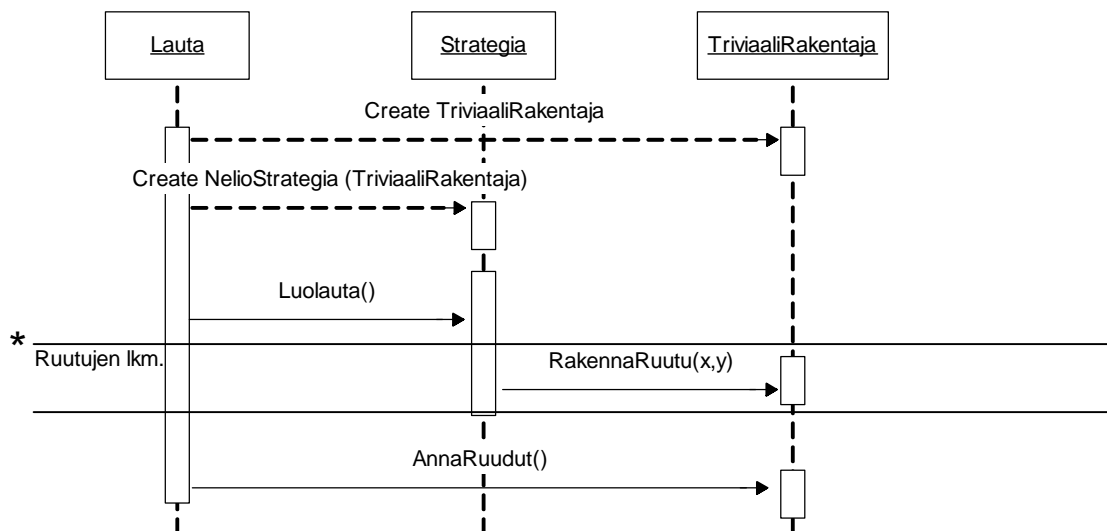 Lauta
Strategia
TriviaaliRakentaja
Create TriviaaliRakentaja
Create NelioStrategia (TriviaaliRakentaja)
Luolauta()
*
Ruutujen lkm.
RakennaRuutu(x,y)
AnnaRuudut()